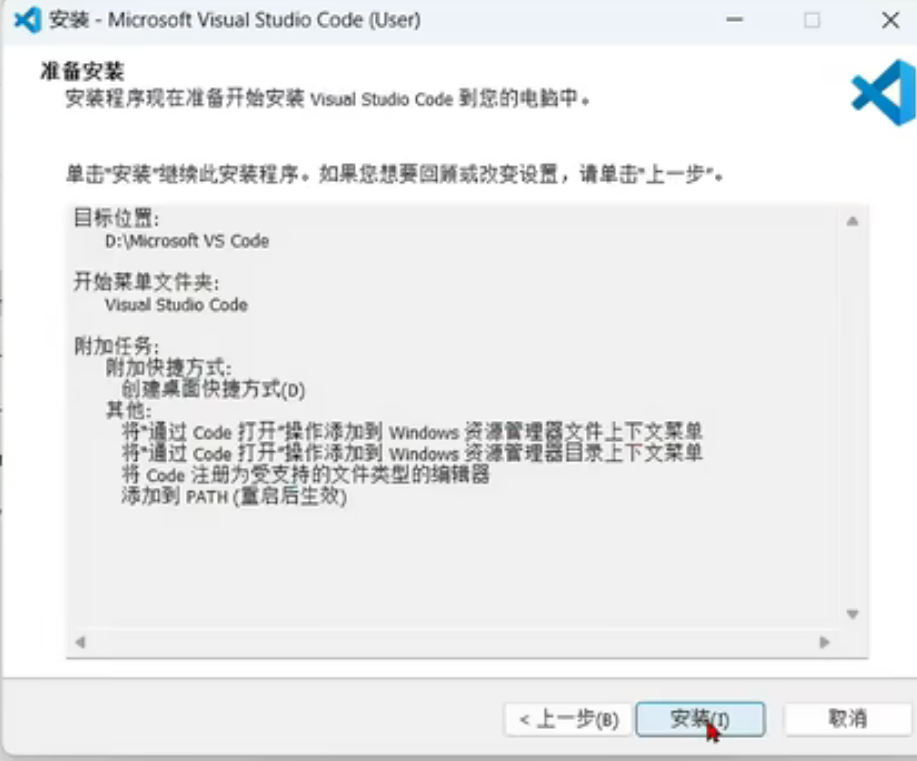 安装 - Microsoft Visual Studio Code (User)
准备安装
安装程序现在准备开始安装 Visual Studio Code 到您的电脑中。
单击"安装"继续此安装程序。如果您想要回顾或改变设置，请单击"上一步"。
目标位置:
D:\Microsoft VS Code
开始菜单文件夹:
Visual Studio Code
附加任务:
附加快捷方式:
创建桌面快捷方式(D)
其他:
将"通过 Code 打开"操作添加到 Windows 资源管理器文件上下文菜单
将"通过 Code 打开"操作添加到 Windows 资源管理器目录上下文菜单
将 Code 注册为受支持的文件类型的编辑器
添加到 PATH (重启后生效)
< 上一步(B) 安装(I) 取消